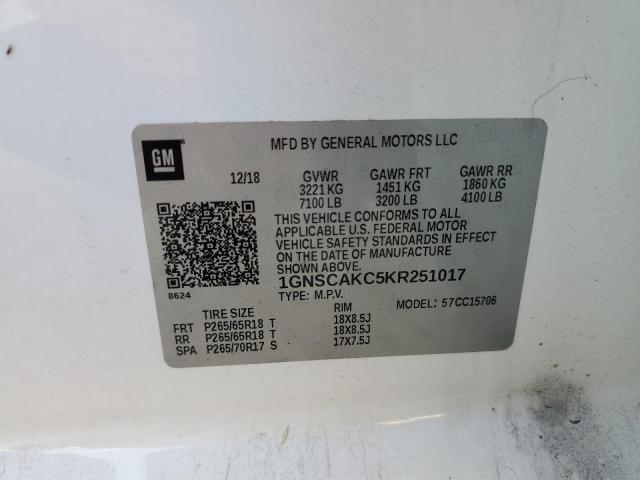 GM
MFD BY GENERAL MOTORS LLC
12/18 GVWR GAWR FRT GAWR RR
3221 KG 1451 KG 1860 KG
7100 LB 3200 LB 4100 LB
THIS VEHICLE CONFORMS TO ALL
APPLICABLE U.S. FEDERAL MOTOR
VEHICLE SAFETY STANDARDS IN EFFECT
ON THE DATE OF MANUFACTURE
SHOWN ABOVE.
8624
1GNSCAKC5KR251017
TYPE: M.P.V. MODEL: 57CC15706
TIRE SIZE RIM
FRT P265/65R18 T 18X8.5J
RR P265/65R18 T 18X8.5J
SPA P265/70R17 S 17X7.5J